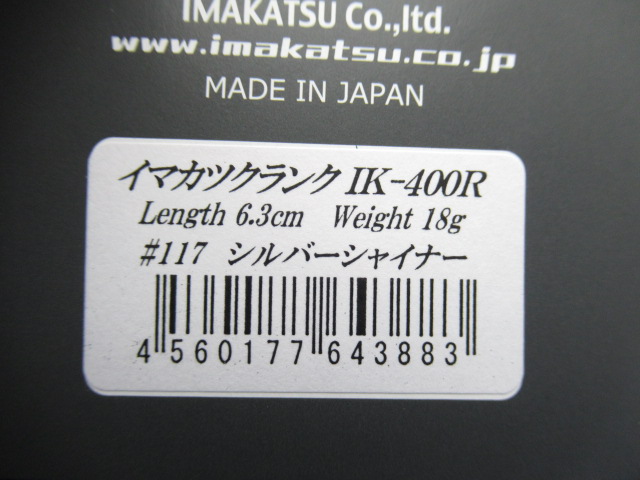 IMAKATSU Co.,ltd.
www.imakatsu.co.jp
MADE IN JAPAN
イマカツクランク IK-400R
Length 6.3cm Weight 18g
#117 シルバーシャイナー
4 560177 643883